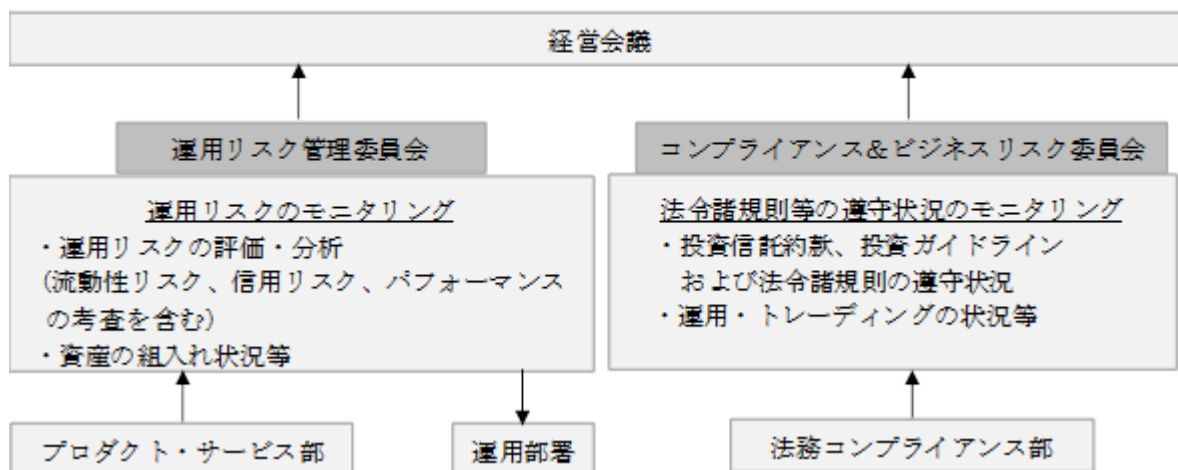 経営会議
運用リスク管理委員会
運用リスクのモニタリング
・運用リスクの評価・分析
(流動性リスク、信用リスク、パフォーマンス
の考査を含む)
・資産の組入れ状況等
コンプライアンス&ビジネスリスク委員会
法令諸規則等の遵守状況のモニタリング
・投資信託約款、投資ガイドライン
および法令諸規則の遵守状況
・運用・トレーディングの状況等
プロダクト・サービス部
運用部署
法務コンプライアンス部